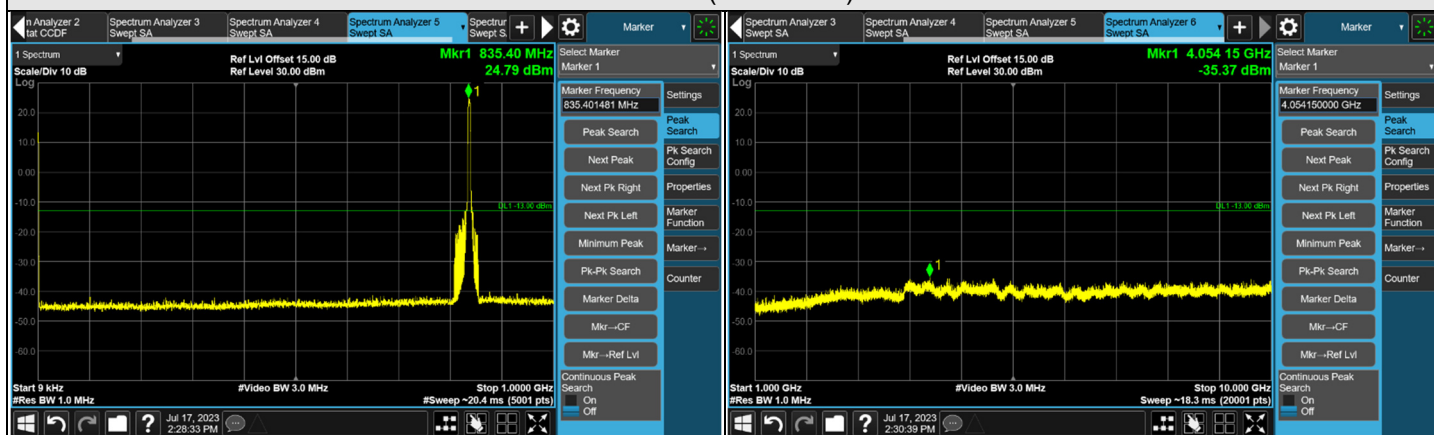 n Analyzer 2
tat CCDF
Spectrum Analyzer 3
Swept SA
Spectrum Analyzer 4
Swept SA
Spectrum Analyzer 5
Swept SA
Spectrur
Swept S
Marker
1 Spectrum
Scale/Div 10 dB
Log
Ref Lvl Offset 15.00 dB
Ref Level 30.00 dBm
Mkr1 835.40 MHz
24.79 dBm
1
20.0
10.0
0.00
-10.0
-20.0
-30.0
-40.0
-50.0
-60.0
DL1 -13.00 dBm
Start 9 kHz
#Res BW 1.0 MHz
#Video BW 3.0 MHz
Stop 1.0000 GHz
#Sweep ~20.4 ms (5001 pts)
Select Marker
Marker 1
Marker Frequency
835.401481 MHz
Peak Search
Next Peak
Next Pk Right
Next Pk Left
Minimum Peak
Pk-Pk Search
Marker Delta
Mkr→CF
Mkr→Ref Lvl
Continuous Peak
Search
On
Off
Settings
Peak
Search
Pk Search
Config
Properties
Marker
Function
Marker→
Counter
?
Jul 17, 2023
2:28:33 PM
Spectrum Analyzer 3
Swept SA
Spectrum Analyzer 4
Swept SA
Spectrum Analyzer 5
Swept SA
Spectrum Analyzer 6
Swept SA
Marker
1 Spectrum
Scale/Div 10 dB
Log
Ref Lvl Offset 15.00 dB
Ref Level 30.00 dBm
Mkr1 4.054 15 GHz
-35.37 dBm
1
20.0
10.0
0.00
-10.0
-20.0
-30.0
-40.0
-50.0
-60.0
DL1 -13.00 dBm
Start 1.000 GHz
#Res BW 1.0 MHz
#Video BW 3.0 MHz
Stop 10.000 GHz
Sweep ~18.3 ms (20001 pts)
Select Marker
Marker 1
Marker Frequency
4.054150000 GHz
Peak Search
Next Peak
Next Pk Right
Next Pk Left
Minimum Peak
Pk-Pk Search
Marker Delta
Mkr→CF
Mkr→Ref Lvl
Continuous Peak
Search
On
Off
Settings
Peak
Search
Pk Search
Config
Properties
Marker
Function
Marker→
Counter
?
Jul 17, 2023
2:30:39 PM